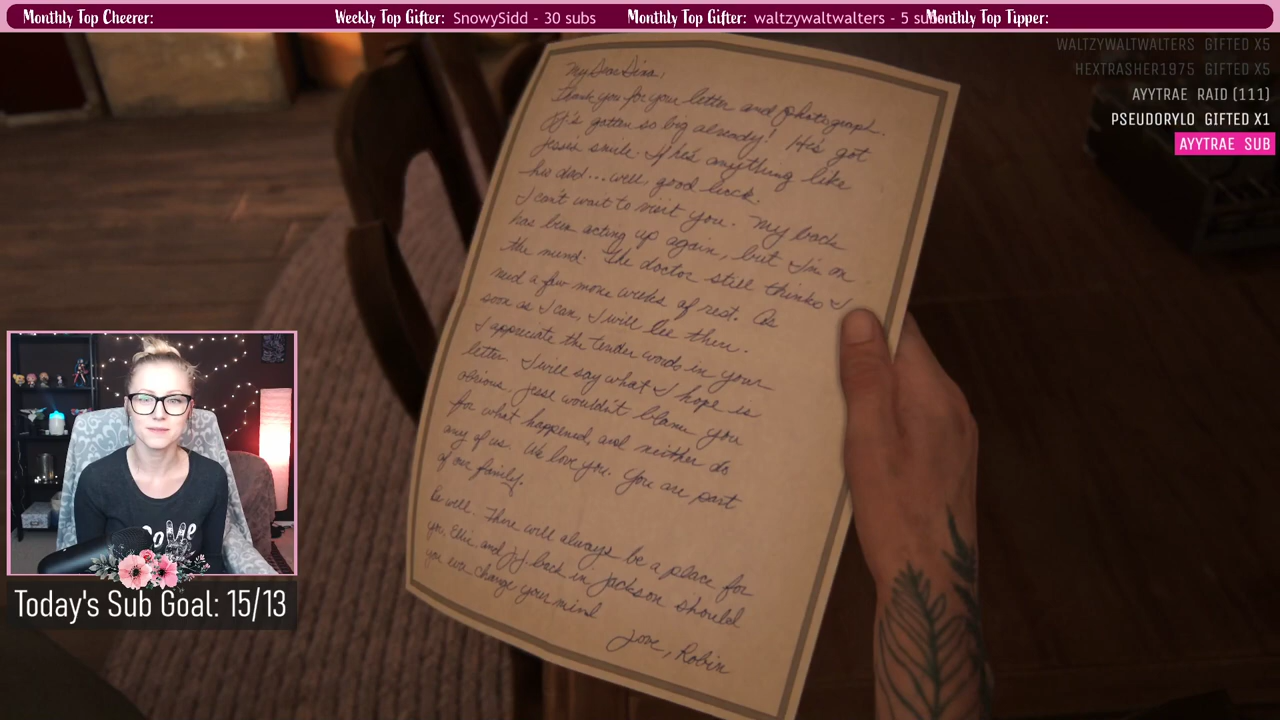 Monthly Top Cheerer:
Weekly Top Gifter: SnowySidd - 30 subs
Monthly Top Gifter: waltzywaltwalters - 5 su
Monthly Top Tipper:
WALTZYWALTWALTERS GIFTED X5
HEXTRASHER1975 GIFTED X5
AYYTRAE RAID (111)
PSEUDORYLO GIFTED X1
AYYTRAE SUB
My Dear Dina,
Thank you for your letter and photograph.
JJ's gotten so big already! He's got
Jesse's smile. If he's anything like
his dad... well, good luck.
I can't wait to visit you. My back
has been acting up again, but I'm on
the mend. The doctor still thinks I
need a few more weeks of rest. As
soon as I can, I will be there.
I appreciate the tender words in your
letter. I will say what I hope is
obvious. Jesse wouldn't blame you
for what happened, and neither do
any of us. We love you. You are part
of our family.
Be well. There will always be a place for
you, Ellie and JJ back in Jackson should
you ever change your mind
Love, Robin
Today's Sub Goal: 15/13